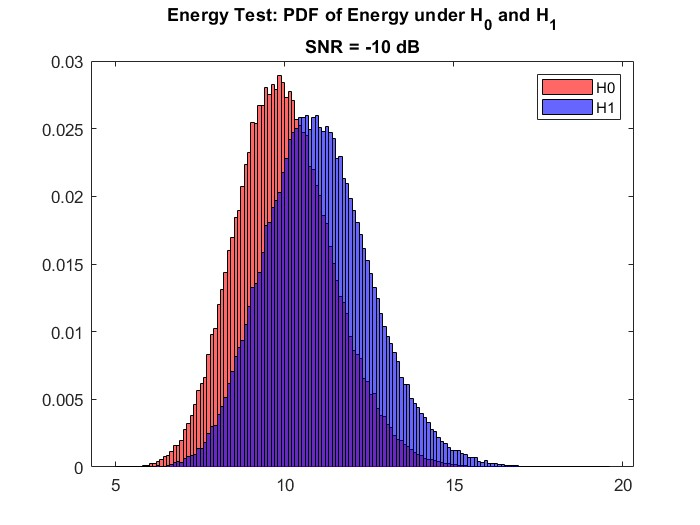 Energy Test: PDF of Energy under H0 and H1
SNR = -10 dB
0.03
0.025
0.02
0.015
0.01
0.005
0
5
10
15
20
H0
H1